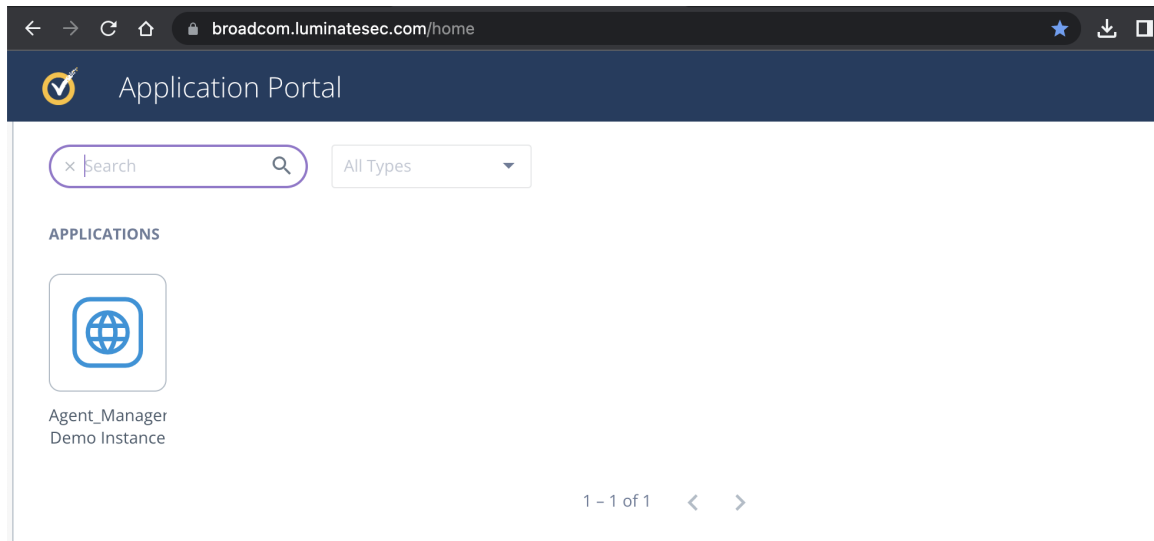 broadcom.luminatesec.com/home
Application Portal
Search
All Types
APPLICATIONS
Agent_Manager
Demo Instance
1 – 1 of 1